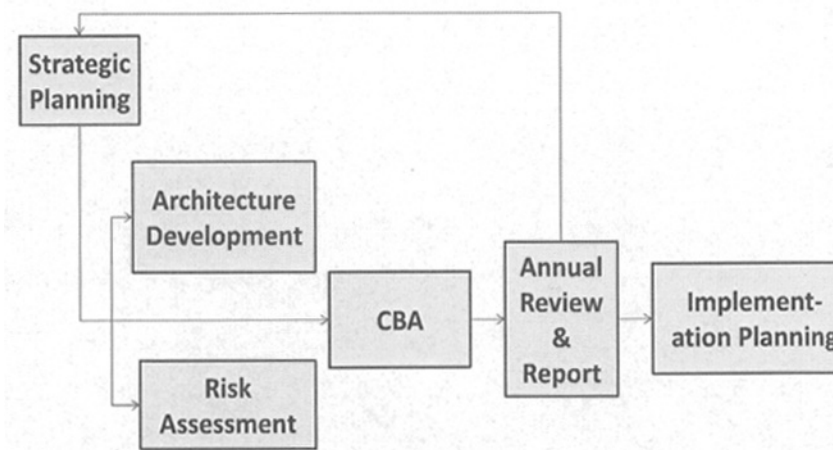 Strategic
Planning
Architecture
Development
Risk
Assessment
CBA
Annual
Review
&
Report
Implement-
ation Planning